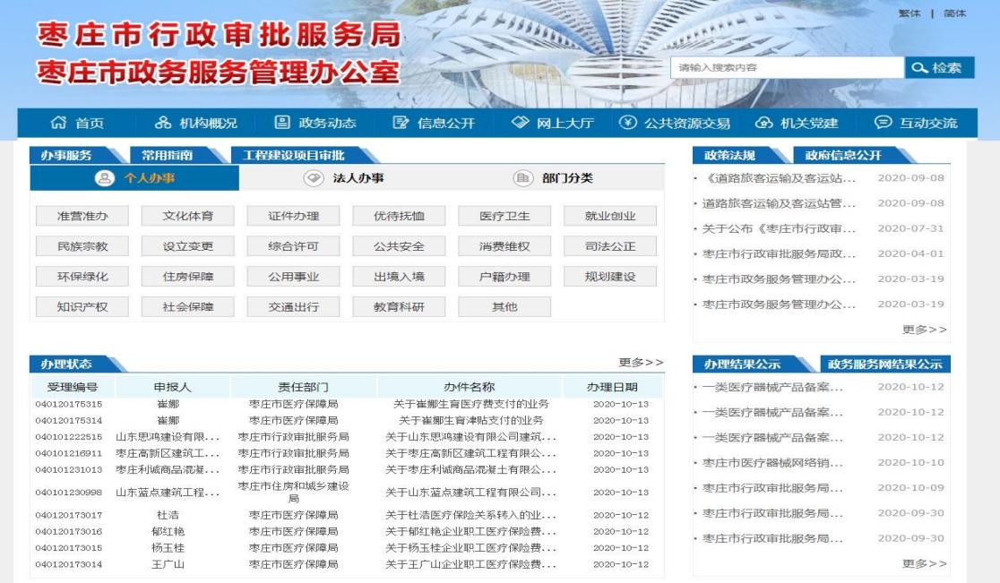 繁体 | 简体
枣庄市行政审批服务局
枣庄市政务服务管理办公室
请输入搜索内容 检索
首页 机构概况 政务动态 信息公开 网上大厅 公共资源交易 机关党建 互动交流
办事服务 常用指南 工程建设项目审批
个人办事 法人办事 部门分类
准营准办 文化体育 证件办理 优待抚恤 医疗卫生 就业创业
民族宗教 设立变更 综合许可 公共安全 消费维权 司法公正
环保绿化 住房保障 公用事业 出境入境 户籍办理 规划建设
知识产权 社会保障 交通出行 教育科研 其他
政策法规 政府信息公开
· 《道路旅客运输及客运站... 2020-09-08
· 道路旅客运输及客运站管... 2020-09-08
· 关于公布《枣庄市行政审... 2020-07-31
· 枣庄市行政审批服务局政... 2020-04-01
· 枣庄市政务服务管理办公... 2020-03-19
· 枣庄市政务服务管理办公... 2020-03-19
更多>>
办理状态 更多>>
受理编号 申报人 责任部门 办件名称 办理日期
040120175315 崔鄉 枣庄市医疗保障局 关于崔鄉生育医疗费支付的业务 2020-10-13
040120175314 崔鄉 枣庄市医疗保障局 关于崔鄉生育津贴支付的业务 2020-10-13
040101222515 山东思鸿建设有限... 枣庄市行政审批服务局 关于山东思鸿建设有限公司建筑... 2020-10-13
040101216911 枣庄高新区建筑工... 枣庄市行政审批服务局 关于枣庄高新区建筑工程有限公... 2020-10-13
040101231013 枣庄利诚商品混凝... 枣庄市行政审批服务局 关于枣庄利诚商品混凝土有限公... 2020-10-13
040101230998 山东蓝点建筑工程... 枣庄市住房和城乡建设局 关于山东蓝点建筑工程有限公司... 2020-10-13
040120173017 杜浩 枣庄市医疗保障局 关于杜浩医疗保险关系转入的业... 2020-10-12
040120173016 郁红艳 枣庄市医疗保障局 关于郁红艳企业职工医疗保险费... 2020-10-12
040120173015 杨玉桂 枣庄市医疗保障局 关于杨玉桂企业职工医疗保险费... 2020-10-12
040120173014 王广山 枣庄市医疗保障局 关于王广山企业职工医疗保险费... 2020-10-12
办理结果公示 政务服务网结果公示
· 一类医疗器械产品备案... 2020-10-12
· 一类医疗器械产品备案... 2020-10-12
· 一类医疗器械产品备案... 2020-10-12
· 枣庄市医疗器械网络销... 2020-10-10
· 枣庄市行政审批服务局... 2020-10-09
· 枣庄市行政审批服务局... 2020-09-30
· 枣庄市行政审批服务局... 2020-09-30
更多>>